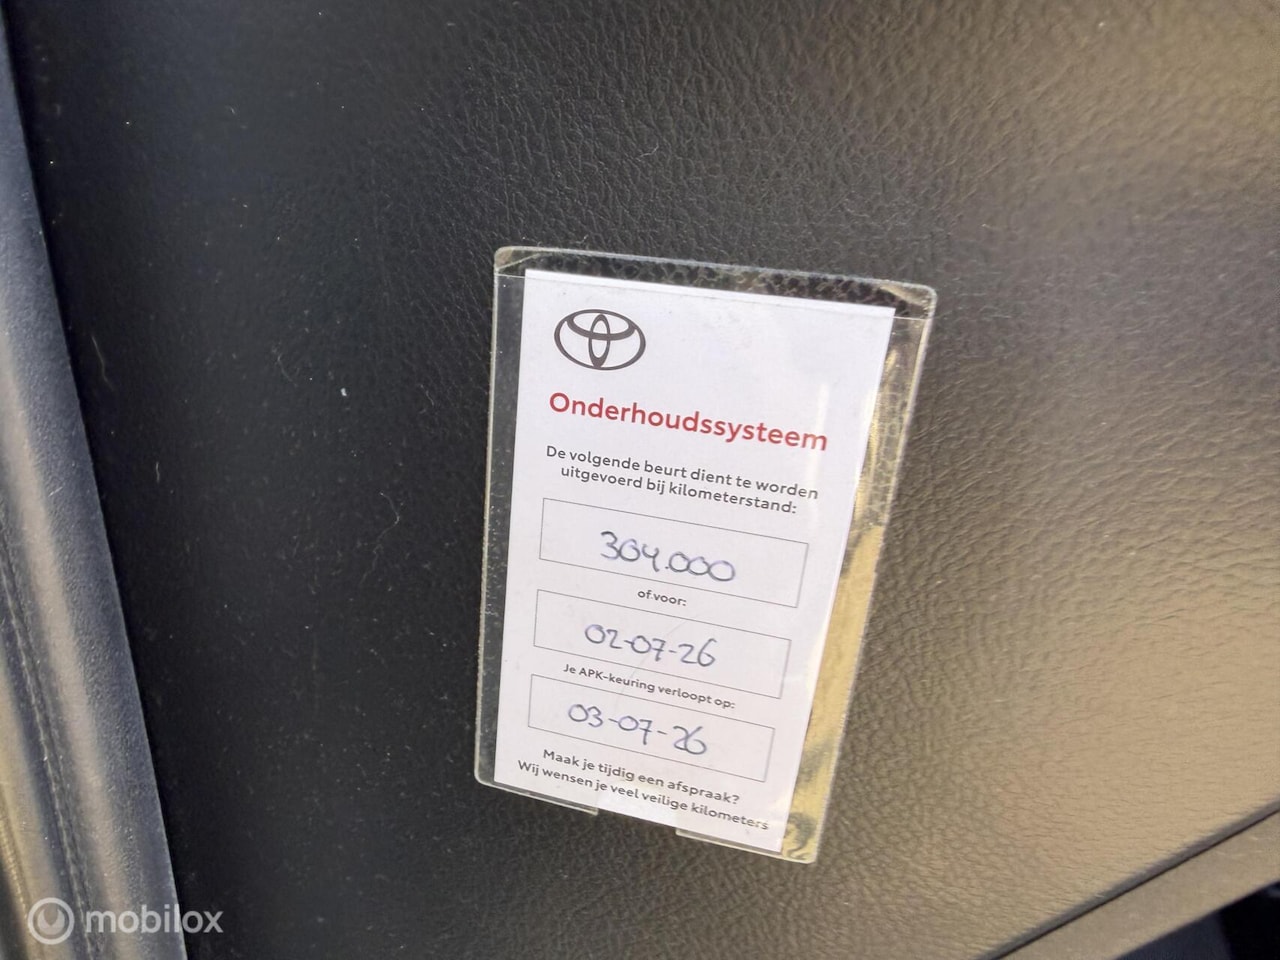 Onderhoudssysteem
De volgende beurt dient te worden
uitgevoerd bij kilometerstand:
304.000
of voor:
02-07-26
Je APK-keuring verloopt op:
03-07-26
Maak je tijdig een afspraak?
Wij wensen je veel veilige kilometers
mobilox